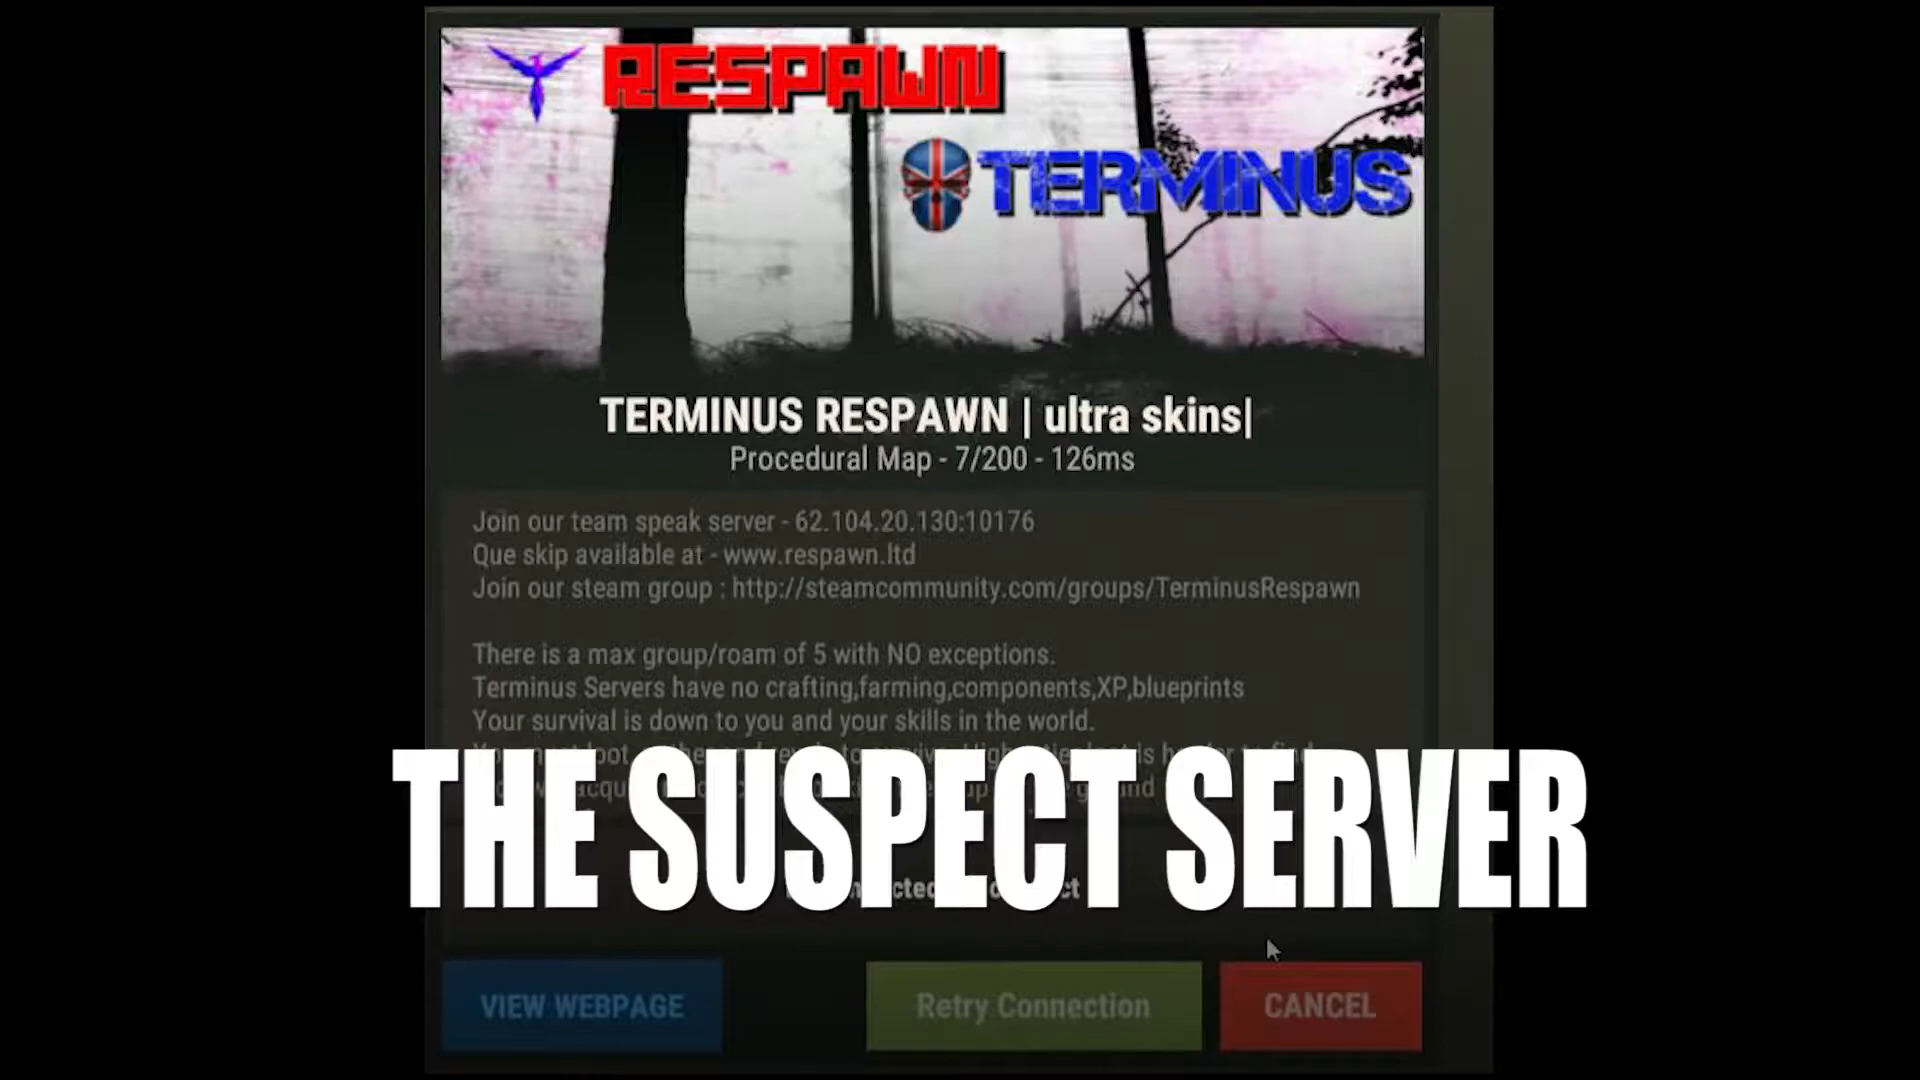 RESPAWN
TERMINUS
TERMINUS RESPAWN | ultra skins|
Procedural Map - 7/200 - 126ms
Join our team speak server - 62.104.20.130:10176
Que skip available at - www.respawn.ltd
Join our steam group : http://steamcommunity.com/groups/TerminusRespawn
There is a max group/roam of 5 with NO exceptions.
Terminus Servers have no crafting,farming,components,XP,blueprints
Your survival is down to you and your skills in the world.
THE SUSPECT SERVER
VIEW WEBPAGE
Retry Connection
CANCEL